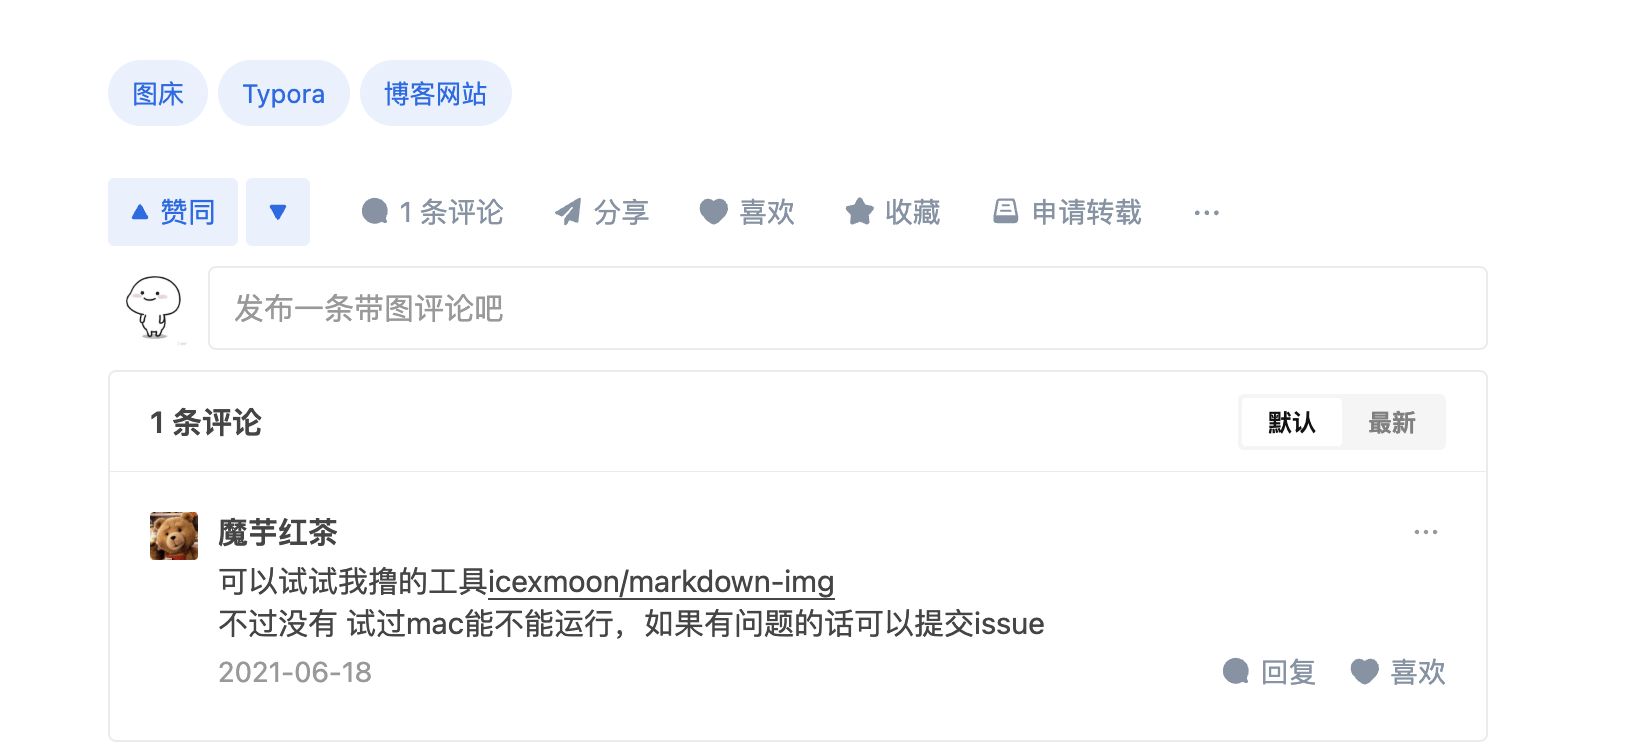 图床 Typora 博客网站
赞同 1 条评论 分享 喜欢 收藏 申请转载
发布一条带图评论吧
1 条评论 默认 最新
魔芋红茶
可以试试我撸的工具icexmoon/markdown-img
不过没有 试过mac能不能运行，如果有问题的话可以提交issue
2021-06-18 回复 喜欢